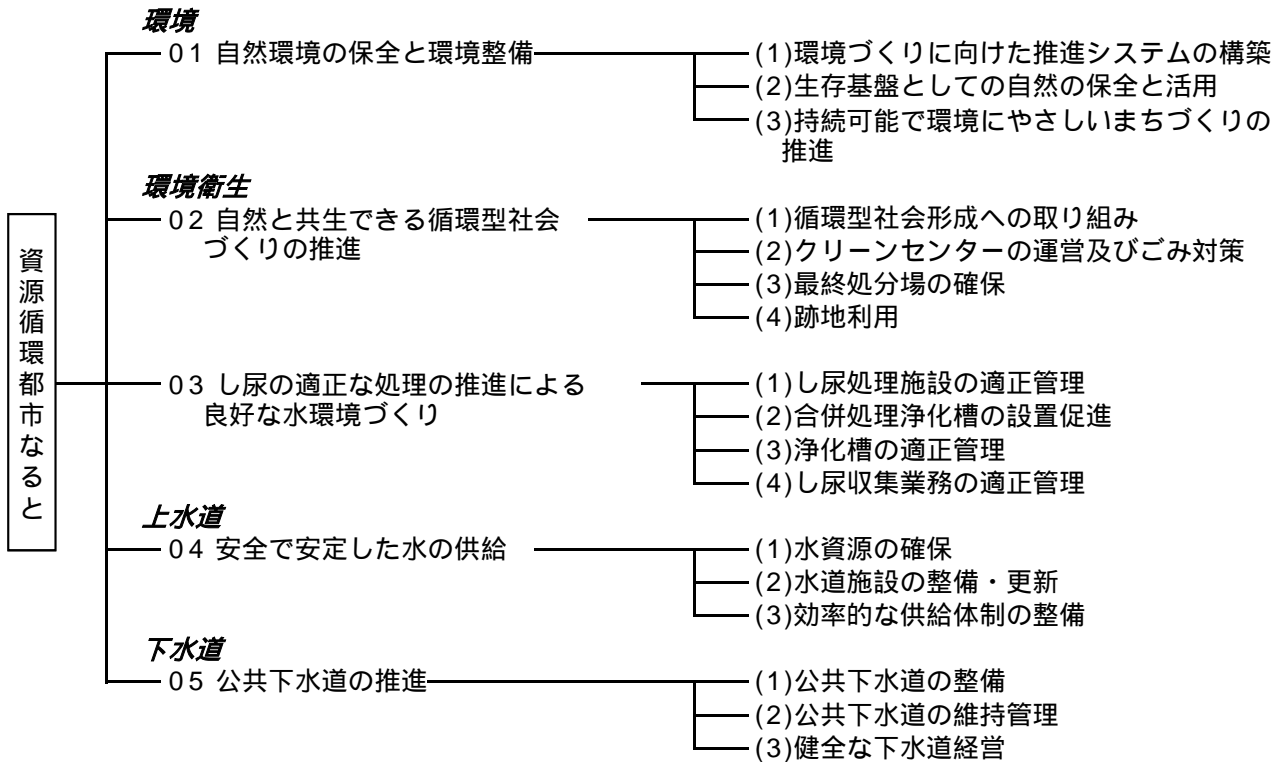 資源循環都市なると
環境
01 自然環境の保全と環境整備
(1)環境づくりに向けた推進システムの構築
(2)生存基盤としての自然の保全と活用
(3)持続可能で環境にやさしいまちづくりの
推進
環境衛生
02 自然と共生できる循環型社会
づくりの推進
(1)循環型社会形成への取り組み
(2)クリーンセンターの運営及びごみ対策
(3)最終処分場の確保
(4)跡地利用
03 し尿の適正な処理の推進による
良好な水環境づくり
(1)し尿処理施設の適正管理
(2)合併処理浄化槽の設置促進
(3)浄化槽の適正管理
(4)し尿収集業務の適正管理
上水道
04 安全で安定した水の供給
(1)水資源の確保
(2)水道施設の整備・更新
(3)効率的な供給体制の整備
下水道
05 公共下水道の推進
(1)公共下水道の整備
(2)公共下水道の維持管理
(3)健全な下水道経営